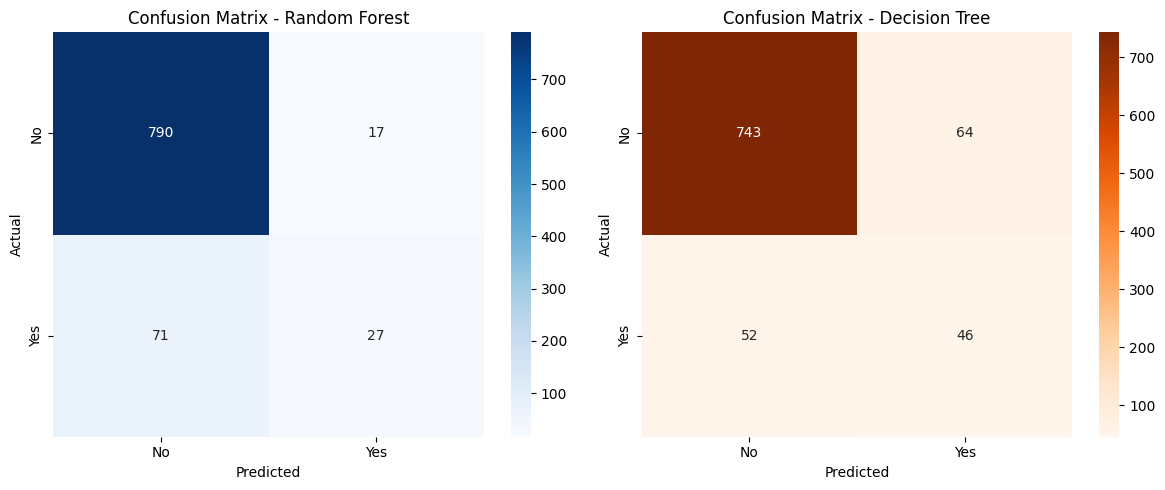 Confusion Matrix - Random Forest
Actual
No
Yes
790
17
71
27
No
Yes
Predicted
700
600
500
400
300
200
100
Confusion Matrix - Decision Tree
Actual
No
Yes
743
64
52
46
No
Yes
Predicted
700
600
500
400
300
200
100